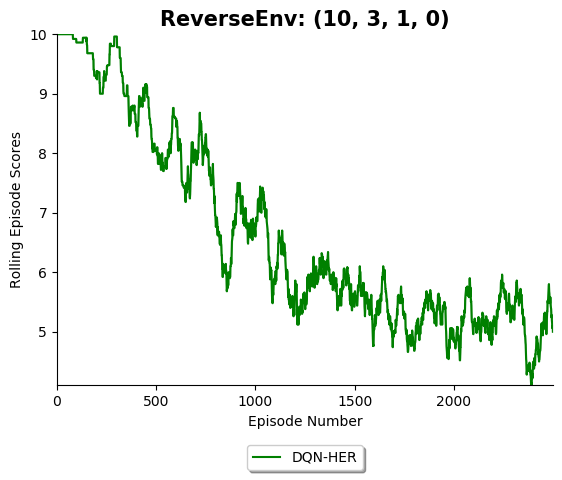 ReverseEnv: (10, 3, 1, 0)
Rolling Episode Scores
10
9
8
7
6
5
0 500 1000 1500 2000
Episode Number
DQN-HER